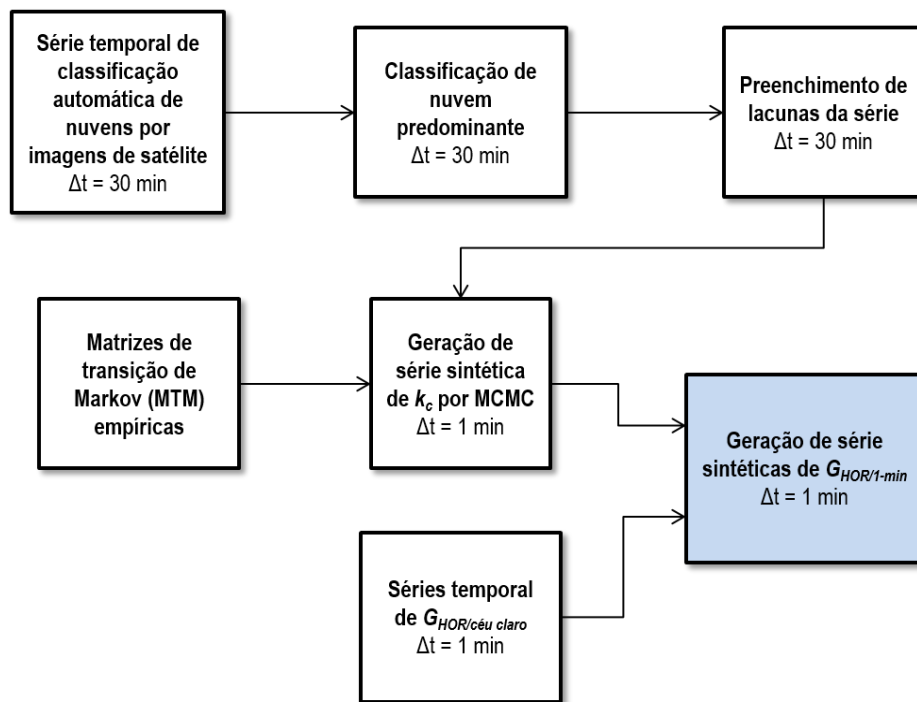 Série temporal de
classificação
automática de
nuvens por
imagens de satélite
Δt = 30 min
Classificação de
nuvem
predominante
Δt = 30 min
Preenchimento de
lacunas da série
Δt = 30 min
Matrizes de
transição de
Markov (MTM)
empíricas
Geração de
série sintética
de kc por MCMC
Δt = 1 min
Geração de série
sintéticas de GHOR/1-min
Δt = 1 min
Séries temporal
de GHOR/céu claro
Δt = 1 min